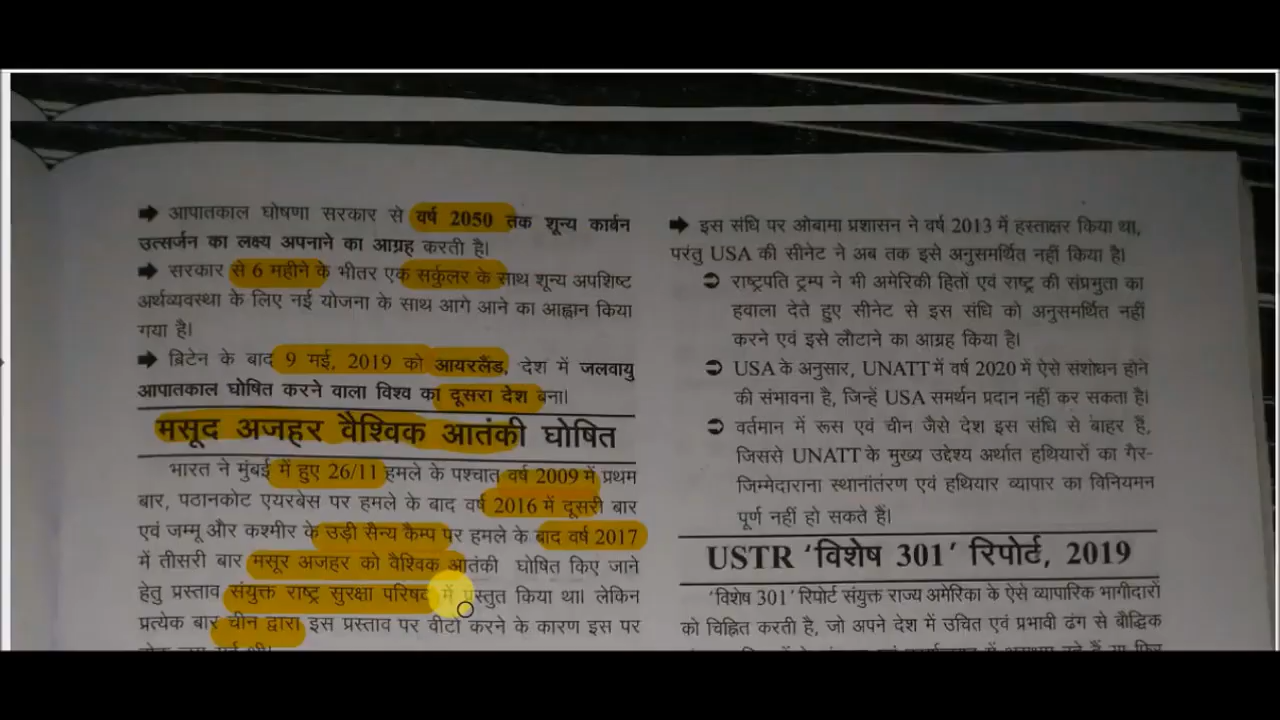 ➡ आपातकाल घोषणा सरकार से वर्ष 2050 तक शून्य कार्बन
उत्सर्जन का लक्ष्य अपनाने का आग्रह करती है।
➡ सरकार से 6 महीने के भीतर एक सर्कुलर के साथ शून्य अपशिष्ट
अर्थव्यवस्था के लिए नई योजना के साथ आगे आने का आह्वान किया
गया है।
➡ ब्रिटेन के बाद 9 मई, 2019 को आयरलैंड, देश में जलवायु
आपातकाल घोषित करने वाला विश्व का दूसरा देश बना।
मसूद अजहर वैश्विक आतंकी घोषित
भारत ने मुंबई में हुए 26/11 हमले के पश्चात वर्ष 2009 में प्रथम
बार, पठानकोट एयरबेस पर हमले के बाद वर्ष 2016 में दूसरी बार
एवं जम्मू और कश्मीर के उड़ी सैन्य कैम्प पर हमले के बाद वर्ष 2017
में तीसरी बार मसूर अजहर को वैश्विक आतंकी घोषित किए जाने
हेतु प्रस्ताव संयुक्त राष्ट्र सुरक्षा परिषद में प्रस्तुत किया था। लेकिन
प्रत्येक बार चीन द्वारा इस प्रस्ताव पर वीटो करने के कारण इस पर
➡ इस संधि पर ओबामा प्रशासन ने वर्ष 2013 में हस्ताक्षर किया था,
परंतु USA की सीनेट ने अब तक इसे अनुसमर्थित नहीं किया है।
➲ राष्ट्रपति ट्रम्प ने भी अमेरिकी हितों एवं राष्ट्र की संप्रभुता का
हवाला देते हुए सीनेट से इस संधि को अनुसमर्थित नहीं
करने एवं इसे लौटाने का आग्रह किया है।
➲ USA के अनुसार, UNATT में वर्ष 2020 में ऐसे संशोधन होने
की संभावना है, जिन्हें USA समर्थन प्रदान नहीं कर सकता है।
➲ वर्तमान में रूस एवं चीन जैसे देश इस संधि से बाहर हैं,
जिससे UNATT के मुख्य उद्देश्य अर्थात हथियारों का गैर-
जिम्मेदाराना स्थानांतरण एवं हथियार व्यापार का विनियमन
पूर्ण नहीं हो सकते हैं।
USTR 'विशेष 301' रिपोर्ट, 2019
'विशेष 301' रिपोर्ट संयुक्त राज्य अमेरिका के ऐसे व्यापारिक भागीदारों
को चिह्नित करती है, जो अपने देश में उचित एवं प्रभावी ढंग से बौद्धिक